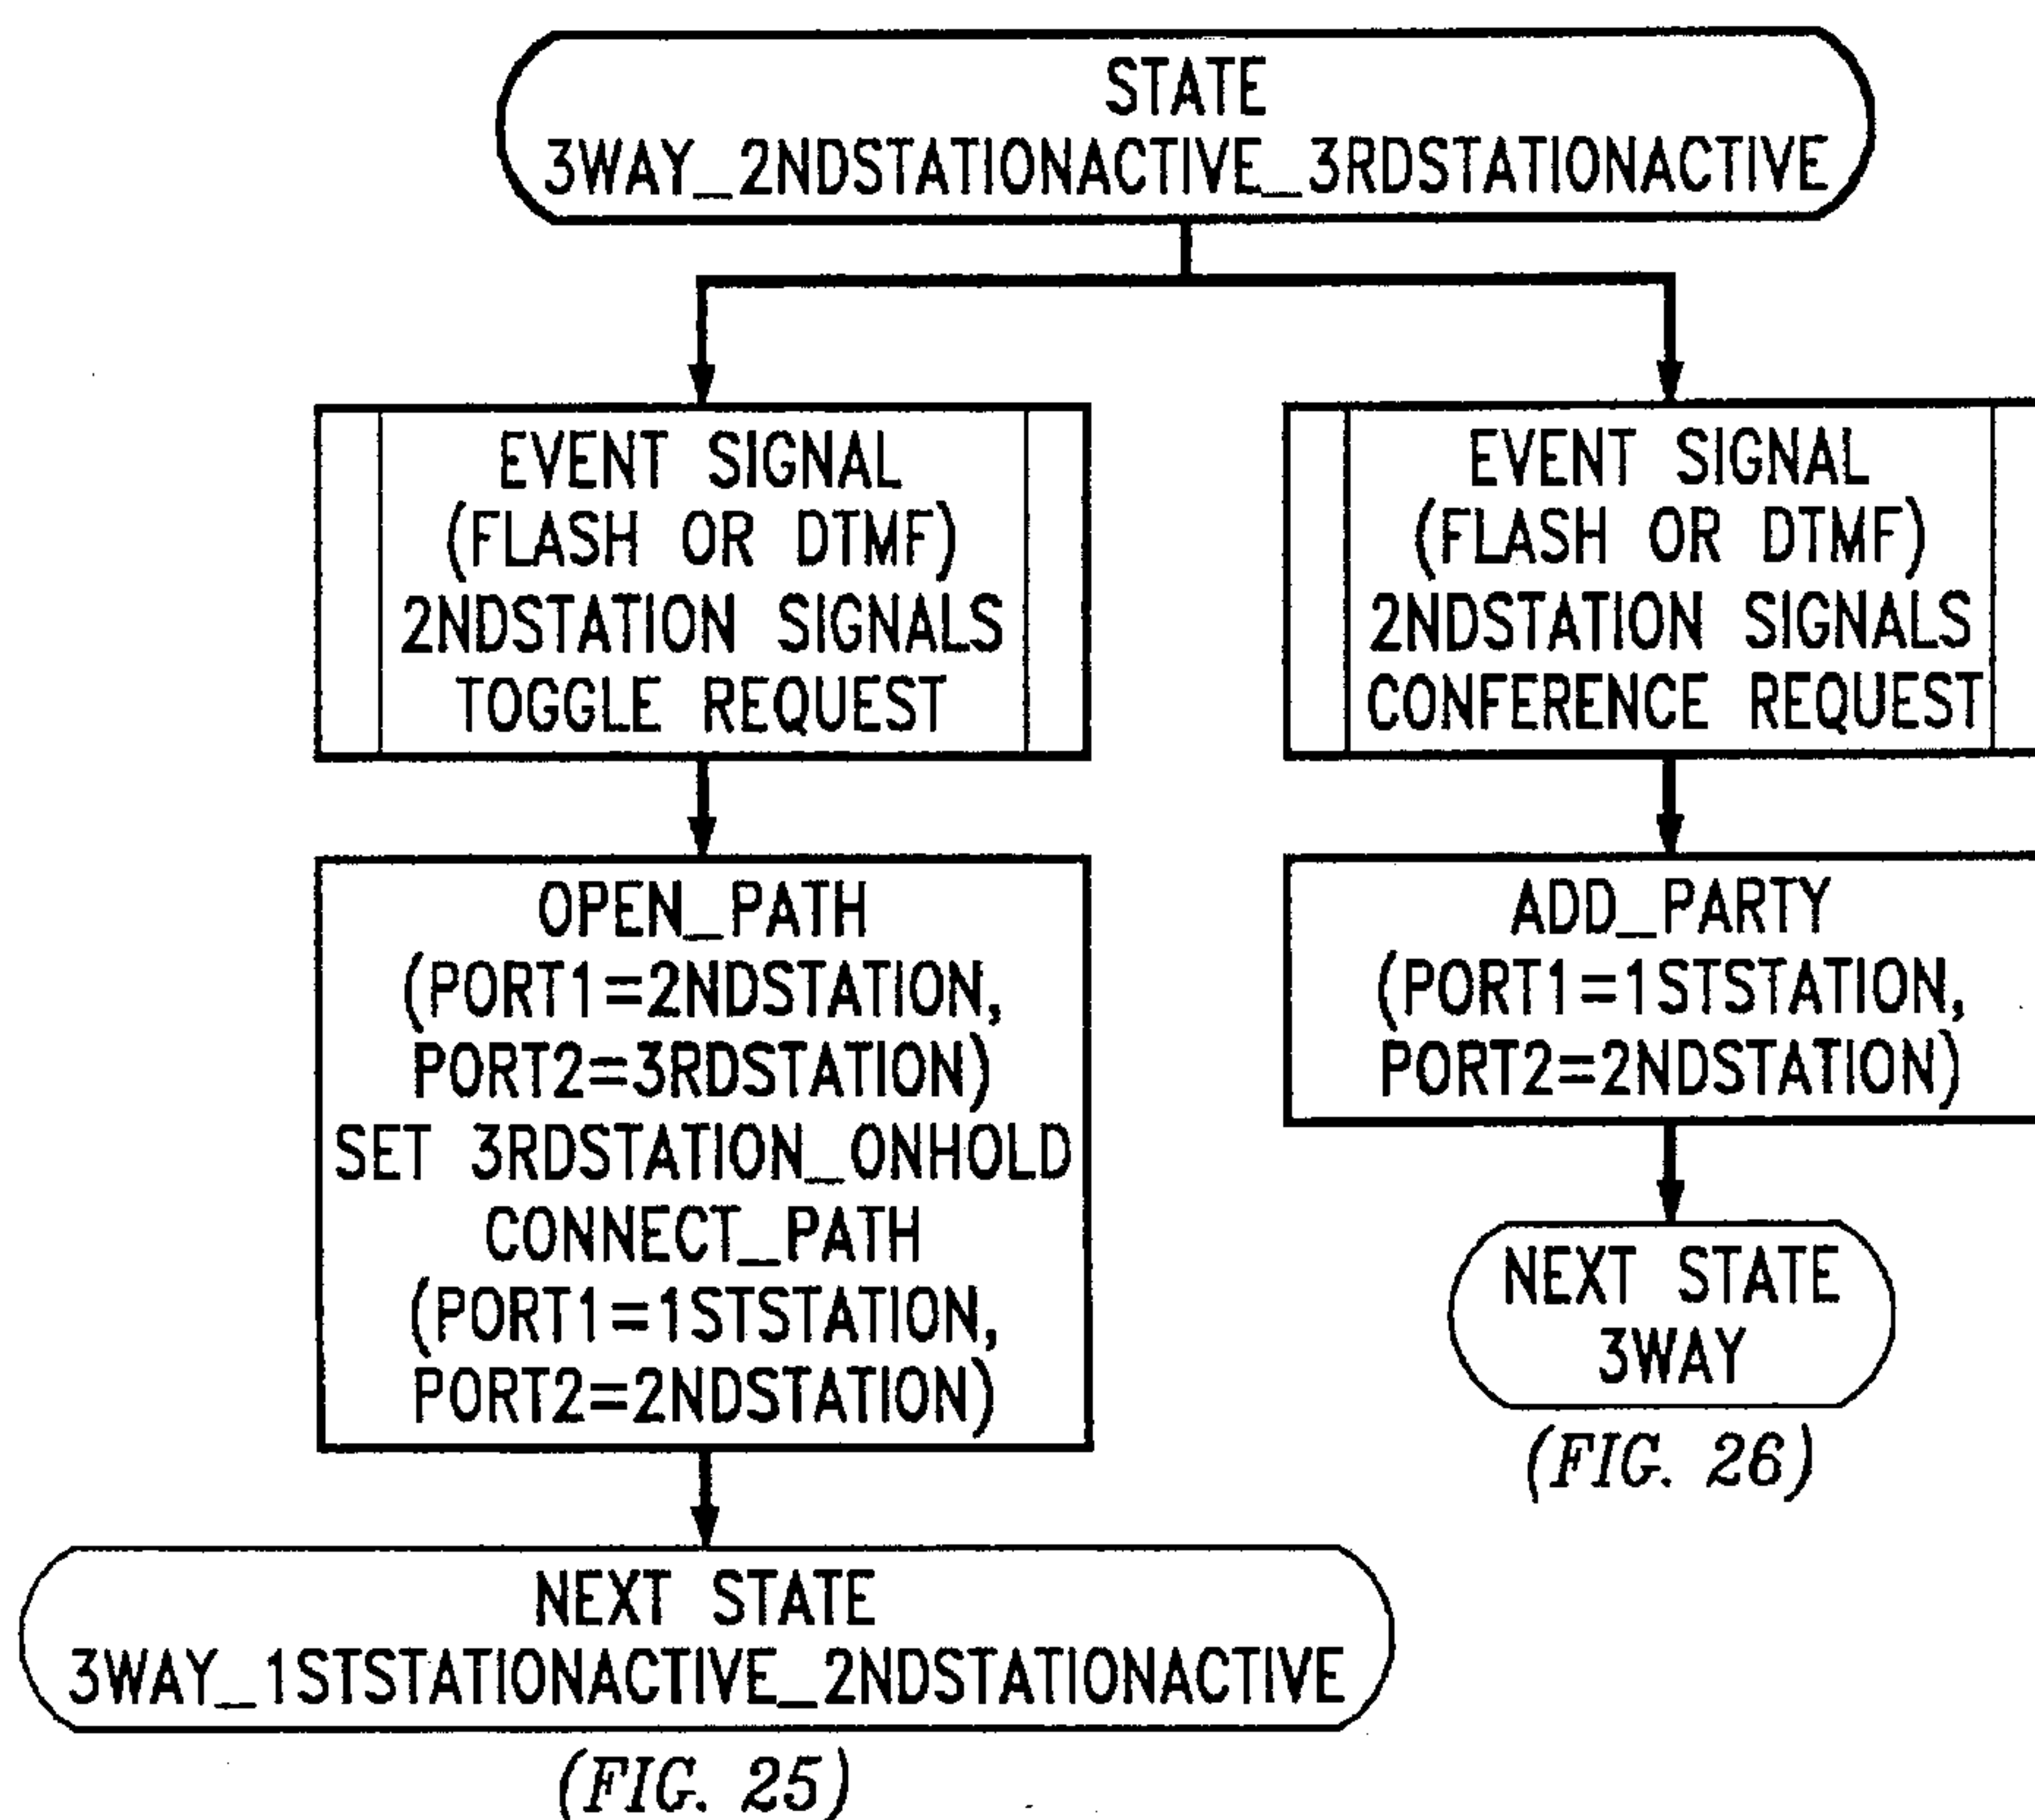 STATE
3WAY_2NDSTATIONACTIVE_3RDSTATIONACTIVE
EVENT SIGNAL
(FLASH OR DTMF)
2NDSTATION SIGNALS
TOGGLE REQUEST
OPEN_PATH
(PORT1=2NDSTATION,
PORT2=3RDSTATION)
SET 3RDSTATION_ONHOLD
CONNECT_PATH
(PORT1=1STSTATION,
PORT2=2NDSTATION)
NEXT STATE
3WAY_1STSTATIONACTIVE_2NDSTATIONACTIVE
(FIG. 25)
EVENT SIGNAL
(FLASH OR DTMF)
2NDSTATION SIGNALS
CONFERENCE REQUEST
ADD_PARTY
(PORT1=1STSTATION,
PORT2=2NDSTATION)
NEXT STATE
3WAY
(FIG. 26)